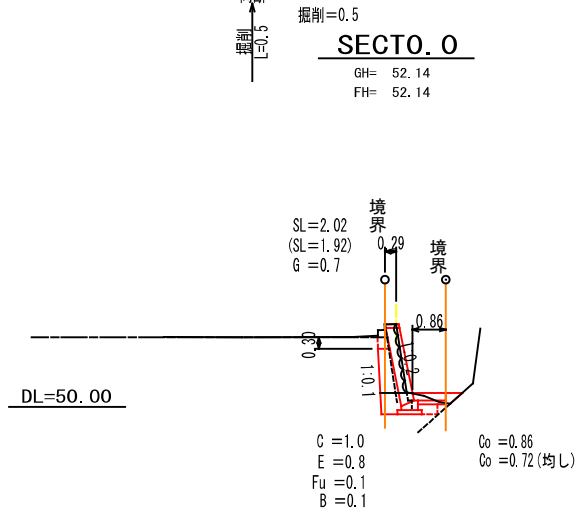 掘削=0.5
掘削
L=0.5
SECT0.0
GH= 52.14
FH= 52.14
境界
SL=2.02
(SL=1.92)
G =0.7
0.29
境界
0.86
0.30
1:0.2
1:0.1
DL=50.00
C =1.0
E =0.8
Fu =0.1
B =0.1
Co =0.86
Co =0.72(均し)